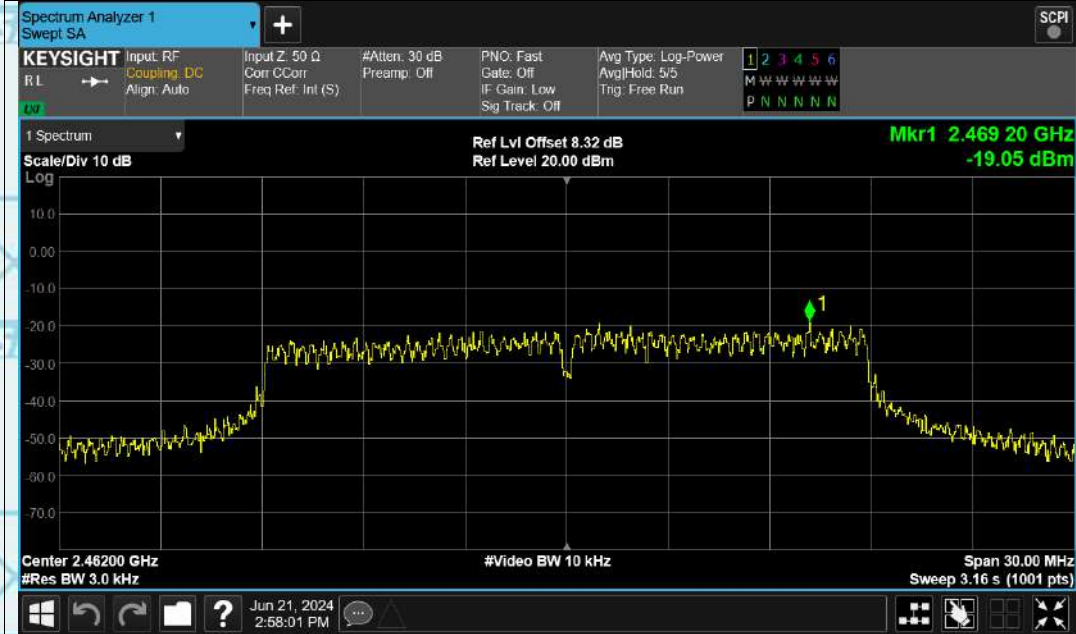 Spectrum Analyzer 1
Swept SA
+
SCPI
KEYSIGHT
RL
LXI
Input: RF
Coupling: DC
Align: Auto
Input Z: 50 Ω
Corr CCorr
Freq Ref: Int (S)
#Atten: 30 dB
Preamp: Off
PNO: Fast
Gate: Off
IF Gain: Low
Sig Track: Off
Avg Type: Log-Power
Avg|Hold: 5/5
Trig: Free Run
1 2 3 4 5 6
M W W W W W
P N N N N N
1 Spectrum
Scale/Div 10 dB
Log
Ref Lvl Offset 8.32 dB
Ref Level 20.00 dBm
Mkr1 2.469 20 GHz
-19.05 dBm
10.0
0.00
-10.0
1
-20.0
-30.0
-40.0
-50.0
-60.0
-70.0
Center 2.46200 GHz
#Res BW 3.0 kHz
#Video BW 10 kHz
Span 30.00 MHz
Sweep 3.16 s (1001 pts)
?
Jun 21, 2024
2:58:01 PM